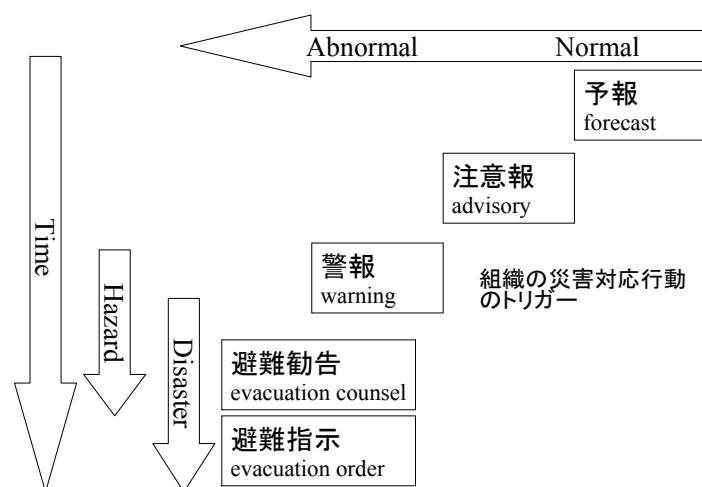 Abnormal Normal
予報
forecast
注意報
advisory
Time
警報
warning
組織の災害対応行動
のトリガー
Hazard
Disaster
避難勧告
evacuation counsel
避難指示
evacuation order